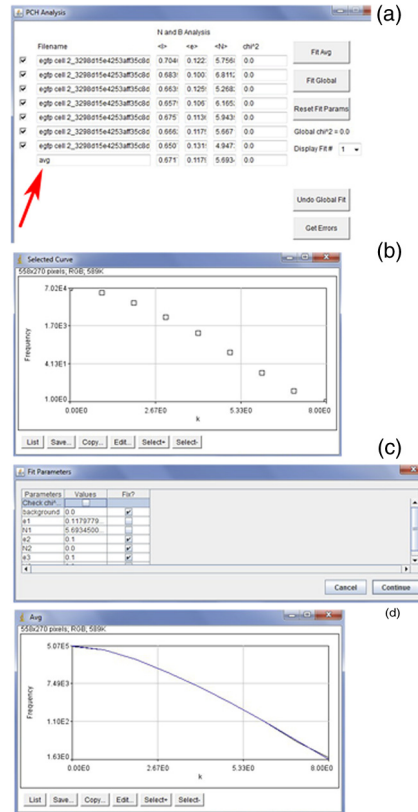 (a)
PCH Analysis
N and B Analysis
Filename <I> <e> <N> chi^2
egfp cell:2_3298d15e4253aff35c8d 0.704 0.122 5.756 0.0
egfp cell:2_3298d15e4253aff35c8d 0.683 0.100 6.811 0.0
egfp cell:2_3298d15e4253aff35c8d 0.663 0.125 5.268 0.0
egfp cell:2_3298d15e4253aff35c8d 0.657 0.106 6.165 0.0
egfp cell:2_3298d15e4253aff35c8d 0.675 0.113 5.943 0.0
egfp cell:2_3298d15e4253aff35c8d 0.666 0.117 5.667 0.0
egfp cell:2_3298d15e4253aff35c8d 0.650 0.131 4.947 0.0
avg 0.671 0.117 5.693 0.0
Fit Avg
Fit Global
Reset Fit Params
Global chi^2 = 0.0
Display Fit # 1
Undo Global Fit
Get Errors
(b)
Selected Curve
558x270 pixels; RGB; 589K
7.02E4
1.70E3
4.13E1
1.00E0
Frequency
0.00E0 2.67E0 5.33E0 8.00E0
k
List Save... Copy... Edit... Select+ Select-
(c)
Fit Parameters
Parameters Values Fix?
Check chi^...
background 0.0
e1 0.1179779...
N1 5.6934500...
e2 0.1
N2 0.0
e3 0.1
Cancel Continue
(d)
Avg
558x270 pixels; RGB; 589K
5.07E5
7.49E3
1.10E2
1.63E0
Frequency
0.00E0 2.67E0 5.33E0 8.00E0
k
List Save... Copy... Edit... Select+ Select-